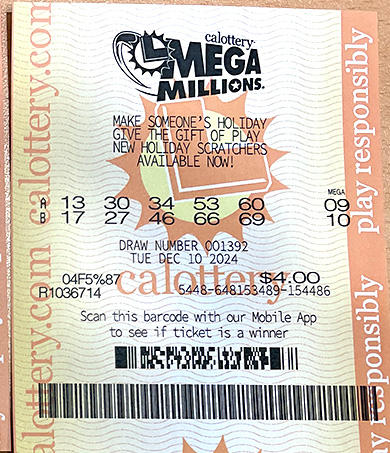 calottery
MEGA
MILLIONS
MAKE SOMEONE'S HOLIDAY
GIVE THE GIFT OF PLAY
NEW HOLIDAY SCRATCHERS
AVAILABLE NOW!
MEGA
A 13 30 34 53 60 09
B 17 27 46 66 69 10
DRAW NUMBER 001392
TUE DEC 10 2024
04F5%87 $4.00
R1036714 6448-648153489-154486
calottery
Scan this barcode with our Mobile App
to see if ticket is a winner
calottery.com calottery.com
play responsibly
play responsibly